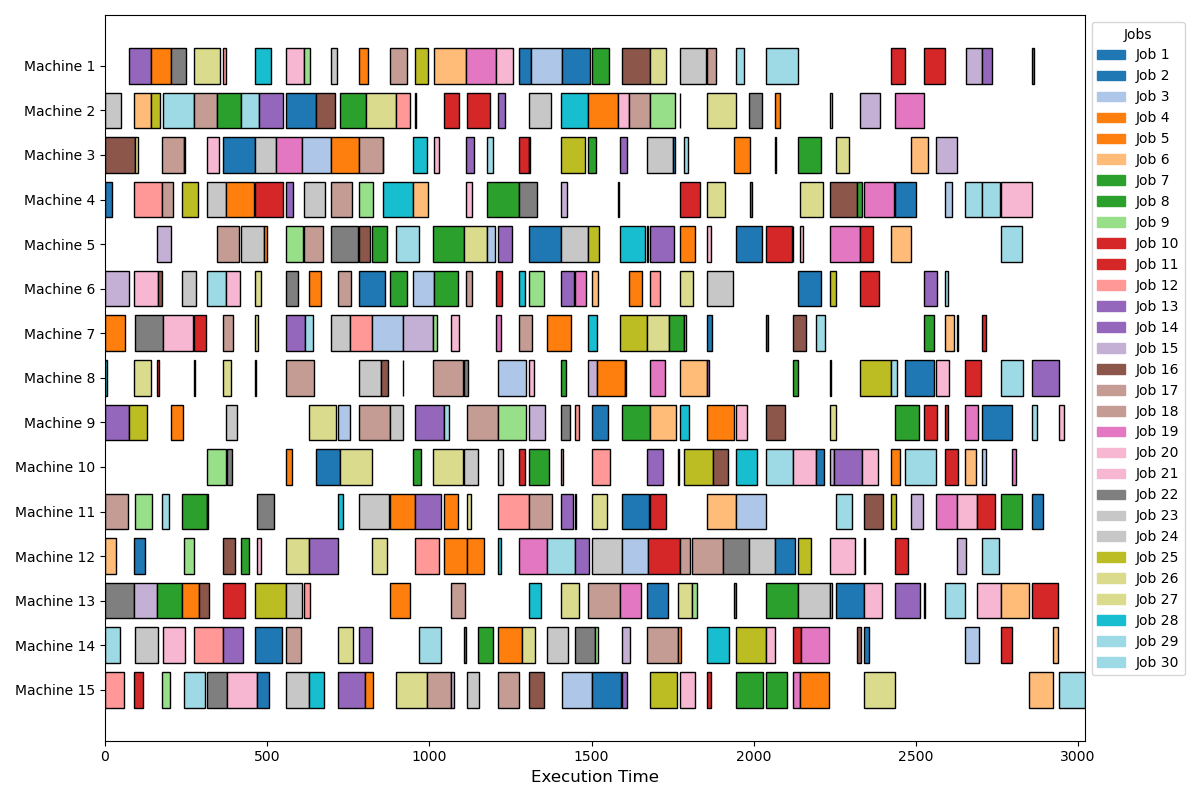 Machine 1
Machine 2
Machine 3
Machine 4
Machine 5
Machine 6
Machine 7
Machine 8
Machine 9
Machine 10
Machine 11
Machine 12
Machine 13
Machine 14
Machine 15
0 500 1000 1500 2000 2500 3000
Execution Time
Jobs
Job 1
Job 2
Job 3
Job 4
Job 5
Job 6
Job 7
Job 8
Job 9
Job 10
Job 11
Job 12
Job 13
Job 14
Job 15
Job 16
Job 17
Job 18
Job 19
Job 20
Job 21
Job 22
Job 23
Job 24
Job 25
Job 26
Job 27
Job 28
Job 29
Job 30